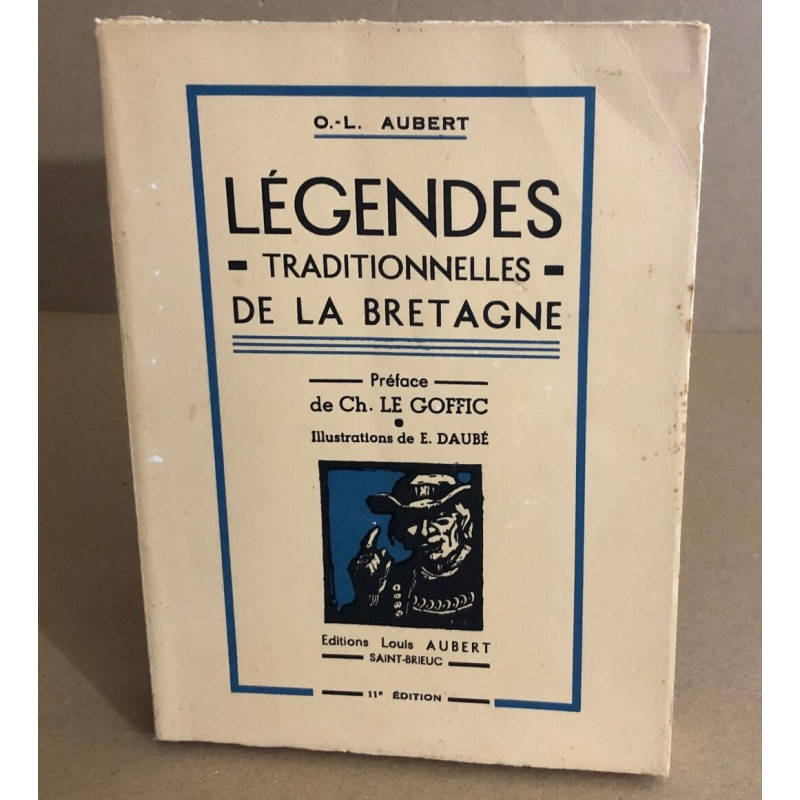 O.-L. AUBERT
LÉGENDES
- TRADITIONNELLES -
DE LA BRETAGNE
Préface
de Ch. LE GOFFIC
Illustrations de E. DAUBÉ
Editions Louis AUBERT
SAINT-BRIEUC
11e ÉDITION